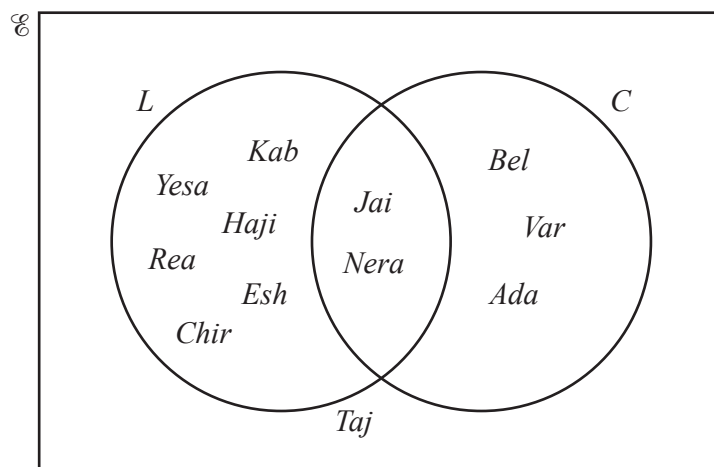 ℰ
L
C
Kab
Bel
Yesa
Jai
Haji
Var
Rea
Nera
Esh
Ada
Chir
Taj